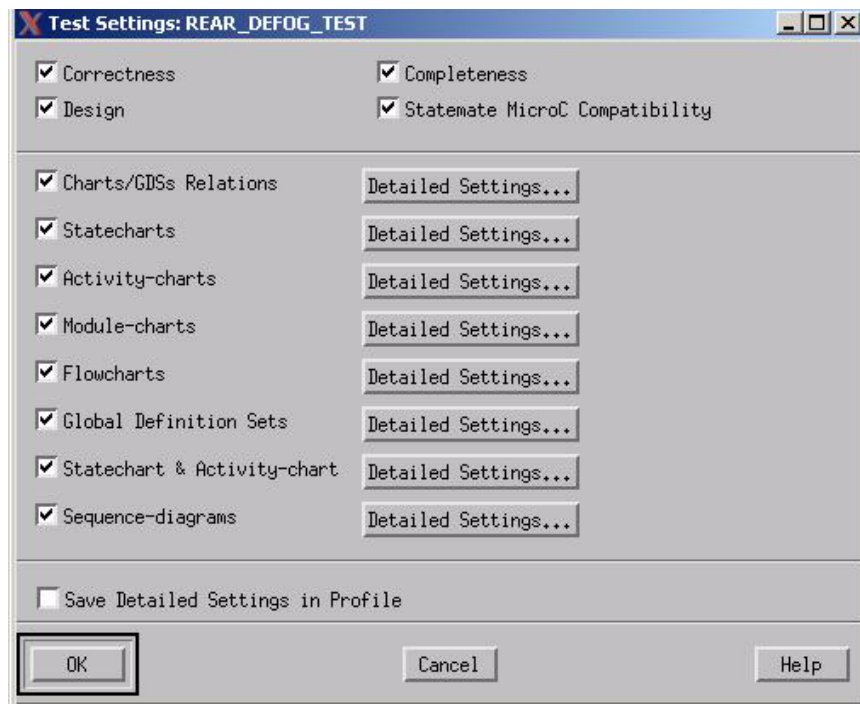 Test Settings: REAR_DEFOG_TEST
Correctness Completeness
Design Statemate MicroC Compatibility
Charts/GDSs Relations Detailed Settings...
Statecharts Detailed Settings...
Activity-charts Detailed Settings...
Module-charts Detailed Settings...
Flowcharts Detailed Settings...
Global Definition Sets Detailed Settings...
Statechart & Activity-chart Detailed Settings...
Sequence-diagrams Detailed Settings...
Save Detailed Settings in Profile
OK Cancel Help